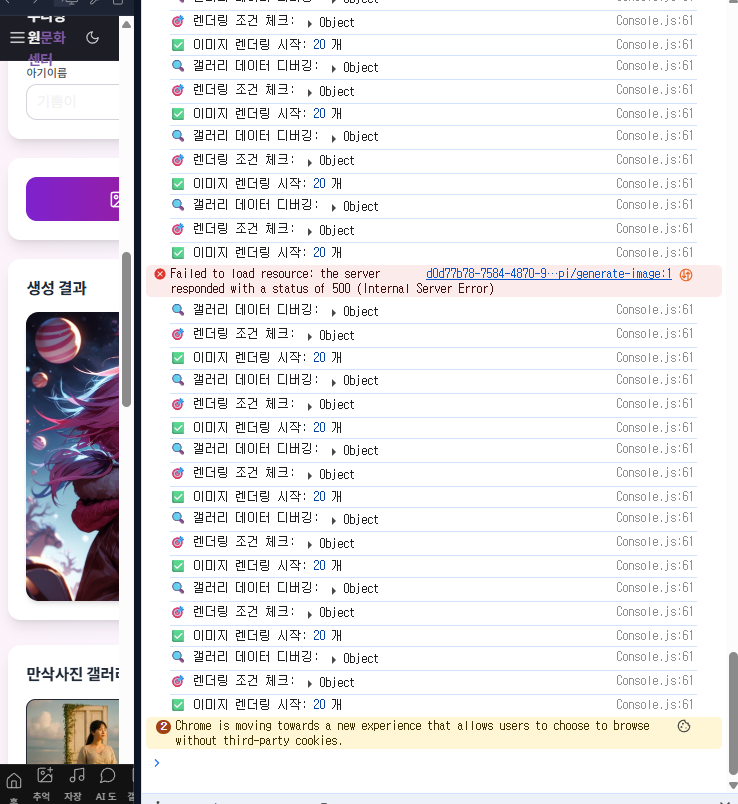 원문화
센터
아기이름
기쁨이
생성 결과
만삭사진 갤러리
추억
자장
AI 도
렌더링 조건 체크: Object Console.js:61
이미지 렌더링 시작: 20 개 Console.js:61
갤러리 데이터 디버깅: Object Console.js:61
렌더링 조건 체크: Object Console.js:61
이미지 렌더링 시작: 20 개 Console.js:61
갤러리 데이터 디버깅: Object Console.js:61
렌더링 조건 체크: Object Console.js:61
이미지 렌더링 시작: 20 개 Console.js:61
갤러리 데이터 디버깅: Object Console.js:61
렌더링 조건 체크: Object Console.js:61
이미지 렌더링 시작: 20 개 Console.js:61
Failed to load resource: the server d0d77b78-7584-4870-9…pi/generate-image:1
responded with a status of 500 (Internal Server Error)
갤러리 데이터 디버깅: Object Console.js:61
렌더링 조건 체크: Object Console.js:61
이미지 렌더링 시작: 20 개 Console.js:61
갤러리 데이터 디버깅: Object Console.js:61
렌더링 조건 체크: Object Console.js:61
이미지 렌더링 시작: 20 개 Console.js:61
갤러리 데이터 디버깅: Object Console.js:61
렌더링 조건 체크: Object Console.js:61
이미지 렌더링 시작: 20 개 Console.js:61
갤러리 데이터 디버깅: Object Console.js:61
렌더링 조건 체크: Object Console.js:61
이미지 렌더링 시작: 20 개 Console.js:61
갤러리 데이터 디버깅: Object Console.js:61
렌더링 조건 체크: Object Console.js:61
이미지 렌더링 시작: 20 개 Console.js:61
갤러리 데이터 디버깅: Object Console.js:61
렌더링 조건 체크: Object Console.js:61
이미지 렌더링 시작: 20 개 Console.js:61
2 Chrome is moving towards a new experience that allows users to choose to browse
without third-party cookies.